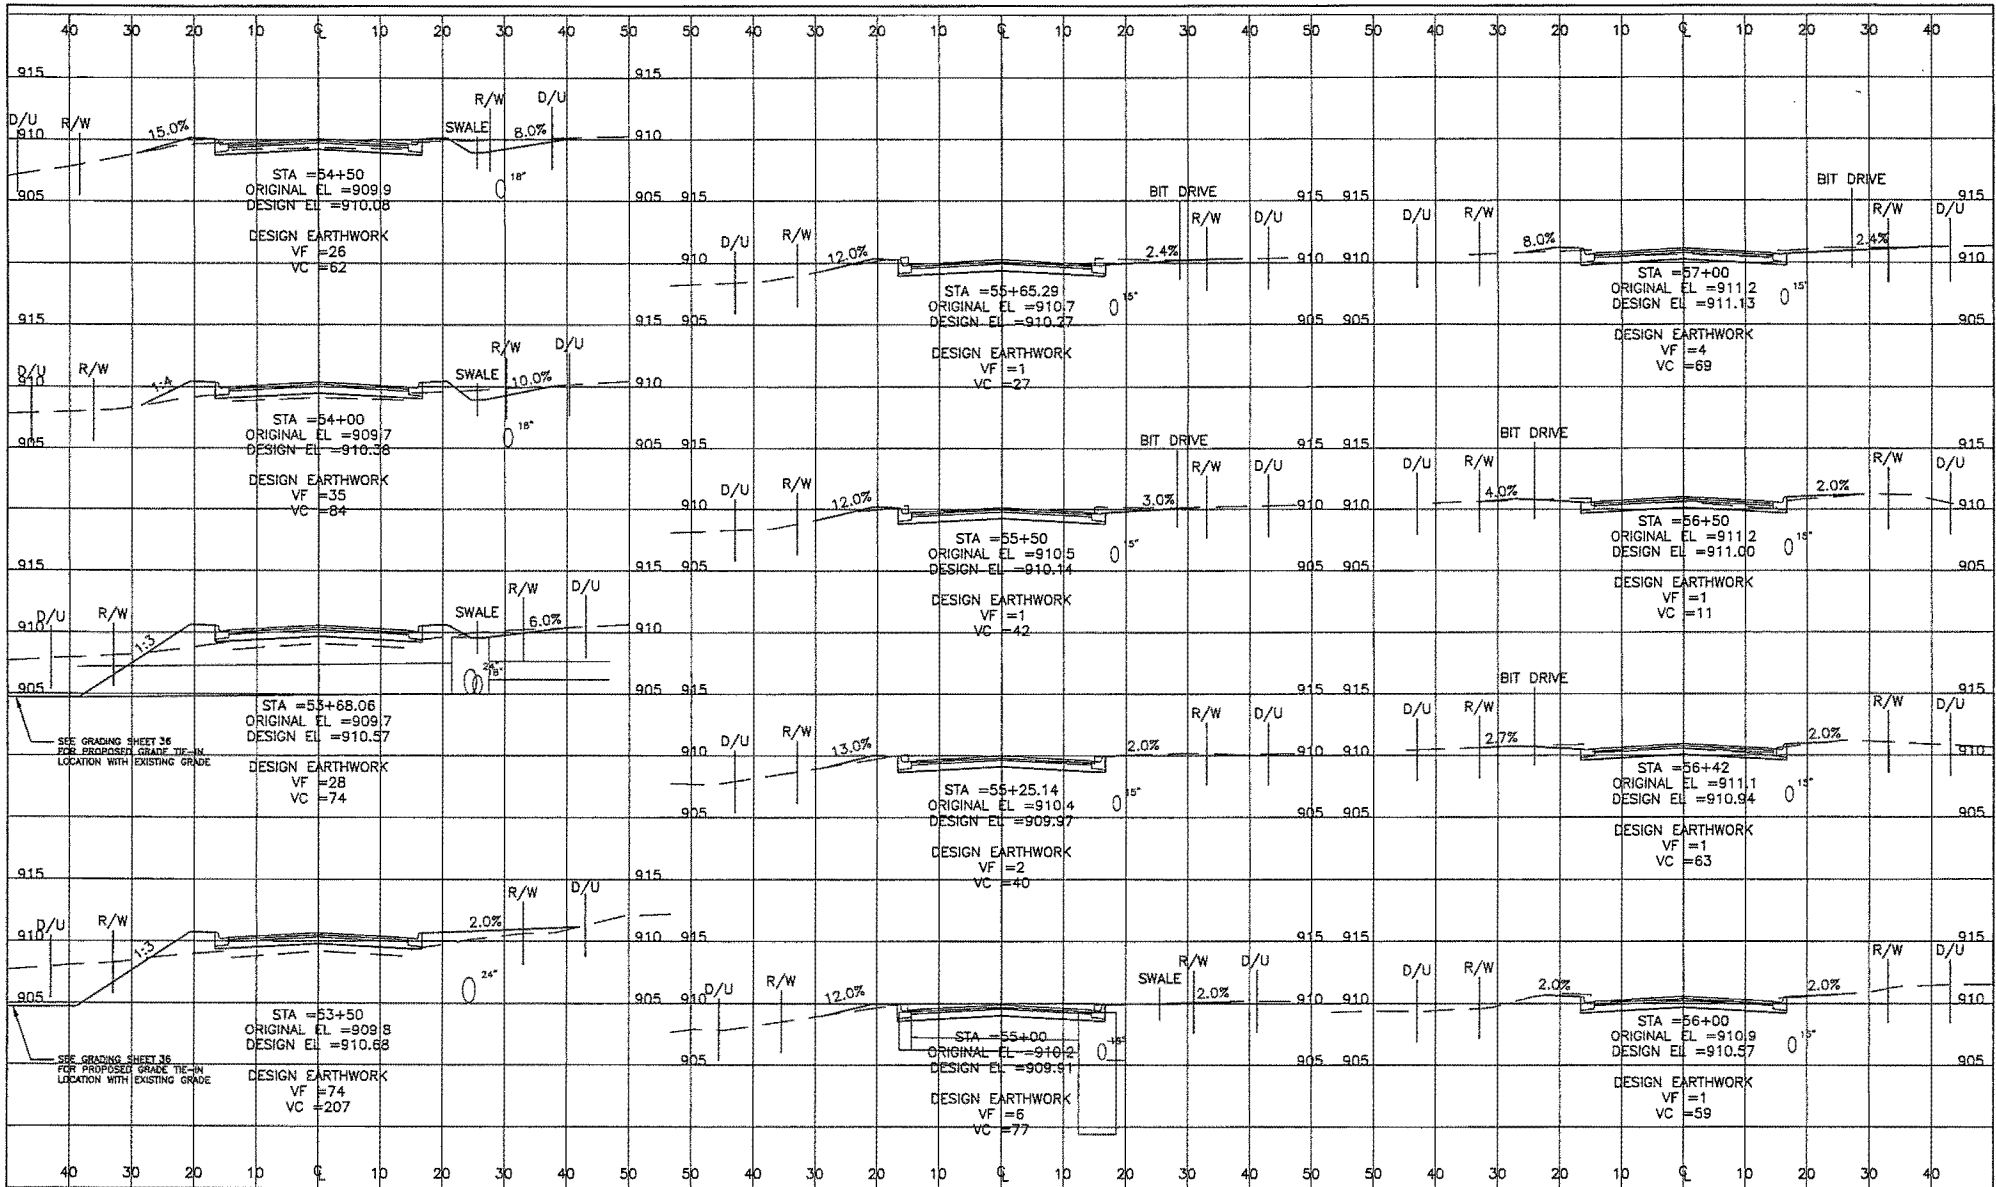 40 30 20 10 ℄ 10 20 30 40 50 50 40 30 20 10 ℄ 10 20 30 40 50 50 40 30 20 10 ℄ 10 20 30 40
915 915 915
D/U R/W 15.0% SWALE R/W 8.0% D/U
910 910 910
18"
STA =54+50
ORIGINAL EL =909.9
DESIGN EL =910.08
905 905 915
DESIGN EARTHWORK
VF =26
VC =62
D/U R/W 12.0% BIT DRIVE 2.4% R/W D/U
910 910
15"
STA =55+65.29
ORIGINAL EL =910.7
DESIGN EL =910.27
915 915 905 905
DESIGN EARTHWORK
VF =1
VC =27
915 915
D/U R/W 8.0% BIT DRIVE 2.4% R/W D/U
910 910
15"
STA =57+00
ORIGINAL EL =911.2
DESIGN EL =911.13
905 905
DESIGN EARTHWORK
VF =4
VC =69
D/U R/W 1:4 SWALE R/W 10.0% D/U
910 910
18"
STA =54+00
ORIGINAL EL =909.7
DESIGN EL =910.38
905 905 915
DESIGN EARTHWORK
VF =35
VC =84
D/U R/W 12.0% BIT DRIVE 3.0% R/W D/U
910 910
15"
STA =55+50
ORIGINAL EL =910.5
DESIGN EL =910.14
915 915 905 905
DESIGN EARTHWORK
VF =1
VC =42
915 915
D/U R/W 4.0% BIT DRIVE 2.0% R/W D/U
910 910
15"
STA =56+50
ORIGINAL EL =911.2
DESIGN EL =911.00
905 905
DESIGN EARTHWORK
VF =1
VC =11
D/U R/W 1:3 SWALE R/W 6.0% D/U
910 910
24"
18"
STA =53+68.06
ORIGINAL EL =909.7
DESIGN EL =910.57
905 905 915
SEE GRADING SHEET 36
FOR PROPOSED GRADE TIE-IN
LOCATION WITH EXISTING GRADE
DESIGN EARTHWORK
VF =28
VC =74
D/U R/W 13.0% 2.0% R/W D/U
910 910
15"
STA =55+25.14
ORIGINAL EL =910.4
DESIGN EL =909.97
915 915 905 905
DESIGN EARTHWORK
VF =2
VC =40
915 915
D/U R/W 2.7% BIT DRIVE 2.0% R/W D/U
910 910
15"
STA =56+42
ORIGINAL EL =911.1
DESIGN EL =910.94
905 905
DESIGN EARTHWORK
VF =1
VC =63
D/U R/W 1:3 2.0% R/W D/U
910 910
24"
STA =53+50
ORIGINAL EL =909.8
DESIGN EL =910.68
905 905
SEE GRADING SHEET 36
FOR PROPOSED GRADE TIE-IN
LOCATION WITH EXISTING GRADE
DESIGN EARTHWORK
VF =74
VC =207
915 915
D/U R/W 12.0% SWALE R/W 2.0% D/U
910 910
15"
STA =55+00
ORIGINAL EL =910.2
DESIGN EL =909.91
905 905
DESIGN EARTHWORK
VF =6
VC =77
915 915
D/U R/W 2.0% 2.0% R/W D/U
910 910
15"
STA =56+00
ORIGINAL EL =910.9
DESIGN EL =910.57
905 905
DESIGN EARTHWORK
VF =1
VC =59
40 30 20 10 ℄ 10 20 30 40 50 50 40 30 20 10 ℄ 10 20 30 40 50 50 40 30 20 10 ℄ 10 20 30 40